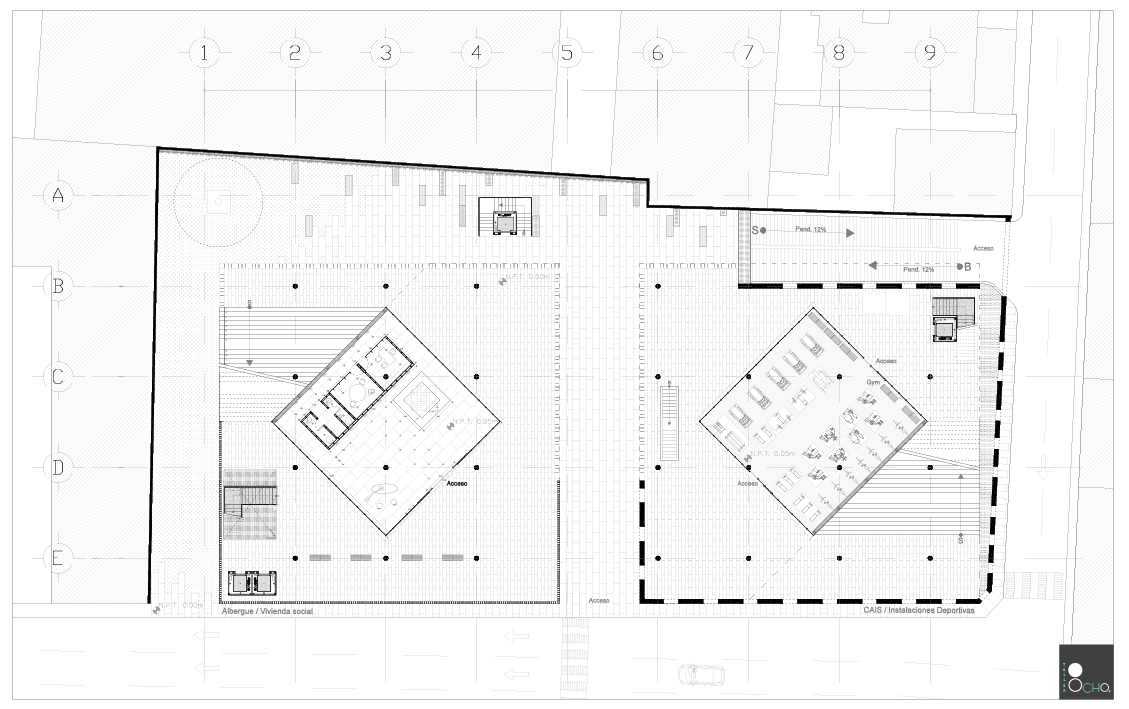 1 2 3 4 5 6 7 8 9
A
S Pend. 12%
Acceso
B
Pend. 12%
B
N.P.T. 0.00m
S
Acceso
C
Gym
N.P.T. 0.05m
N.P.T. 0.05m
D
Acceso
Acceso
S
E
N.P.T. 0.00m
Acceso
Albergue / Vivienda social
CAIS / Instalaciones Deportivas
TALLER
OCHO.